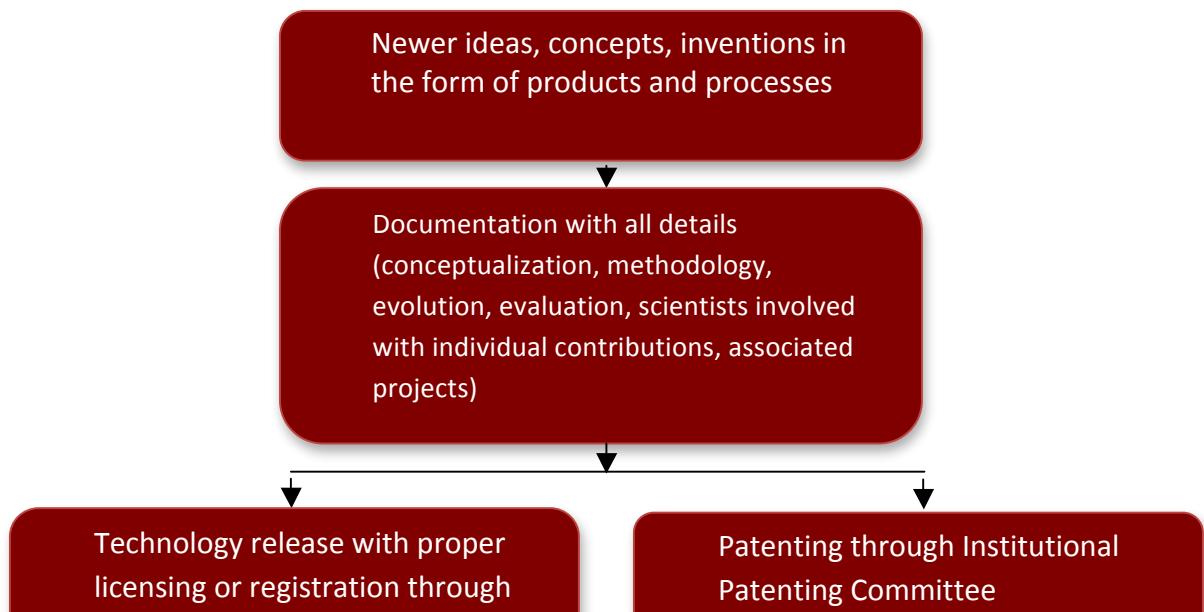 Newer ideas, concepts, inventions in
the form of products and processes
Documentation with all details
(conceptualization, methodology,
evolution, evaluation, scientists involved
with individual contributions, associated
projects)
Technology release with proper
licensing or registration through
Patenting through Institutional
Patenting Committee